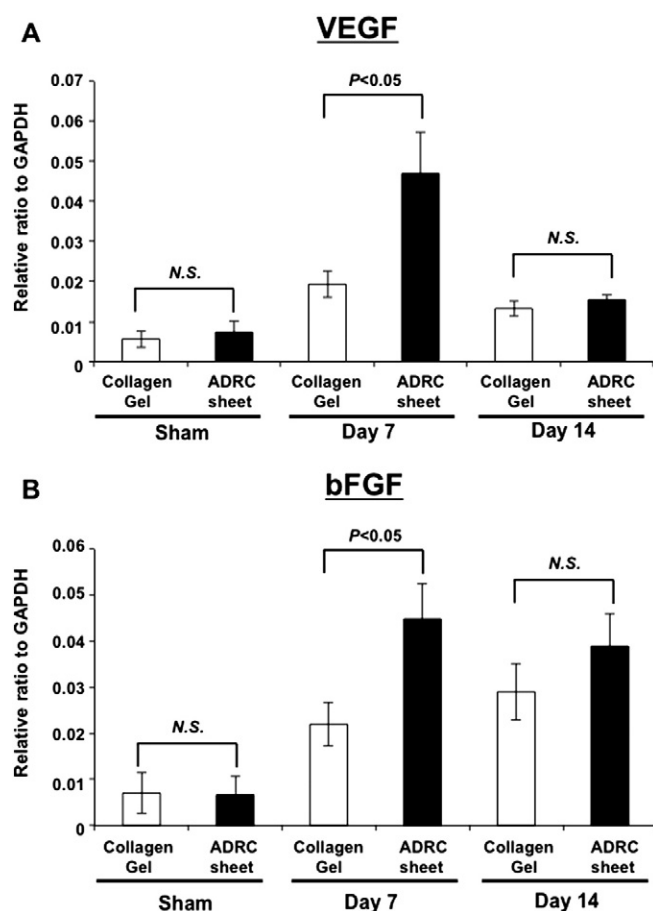 A
VEGF
Relative ratio to GAPDH
0.07
0.06
0.05
0.04
0.03
0.02
0.01
0
N.S.
P<0.05
N.S.
Collagen Gel
ADRC sheet
Collagen Gel
ADRC sheet
Collagen Gel
ADRC sheet
Sham
Day 7
Day 14
B
bFGF
Relative ratio to GAPDH
0.06
0.05
0.04
0.03
0.02
0.01
0
N.S.
P<0.05
N.S.
Collagen Gel
ADRC sheet
Collagen Gel
ADRC sheet
Collagen Gel
ADRC sheet
Sham
Day 7
Day 14